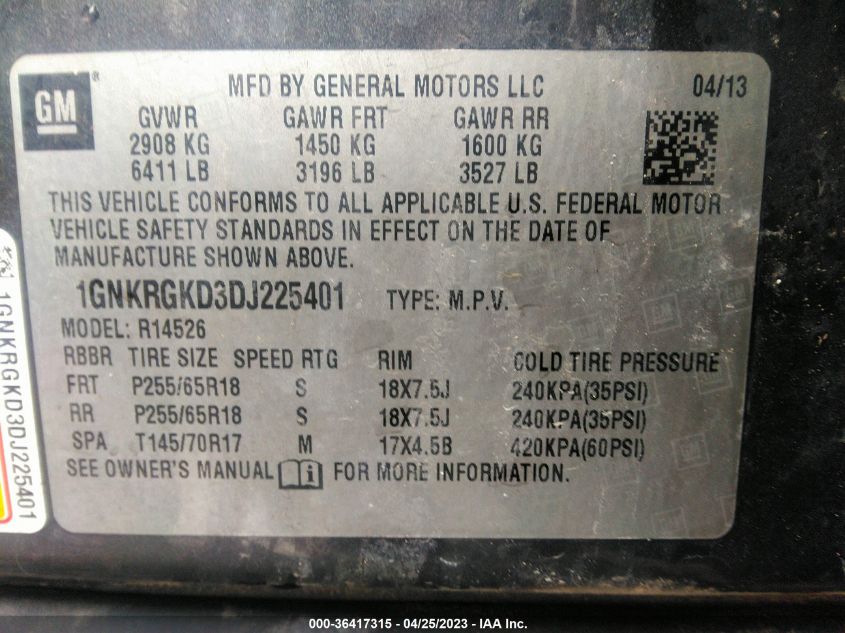 GM ®
MFD BY GENERAL MOTORS LLC 04/13
GVWR GAWR FRT GAWR RR
2908 KG 1450 KG 1600 KG
6411 LB 3196 LB 3527 LB
THIS VEHICLE CONFORMS TO ALL APPLICABLE U.S. FEDERAL MOTOR
VEHICLE SAFETY STANDARDS IN EFFECT ON THE DATE OF
MANUFACTURE SHOWN ABOVE.
1GNKRGKD3DJ225401 TYPE: M.P.V.
MODEL: R14526
RBBR TIRE SIZE SPEED RTG RIM COLD TIRE PRESSURE
FRT P255/65R18 S 18X7.5J 240KPA(35PSI)
RR P255/65R18 S 18X7.5J 240KPA(35PSI)
SPA T145/70R17 M 17X4.5B 420KPA(60PSI)
SEE OWNER'S MANUAL i FOR MORE INFORMATION
1GNKRGKD3DJ225401
000-36417315 - 04/25/2023 - IAA Inc.